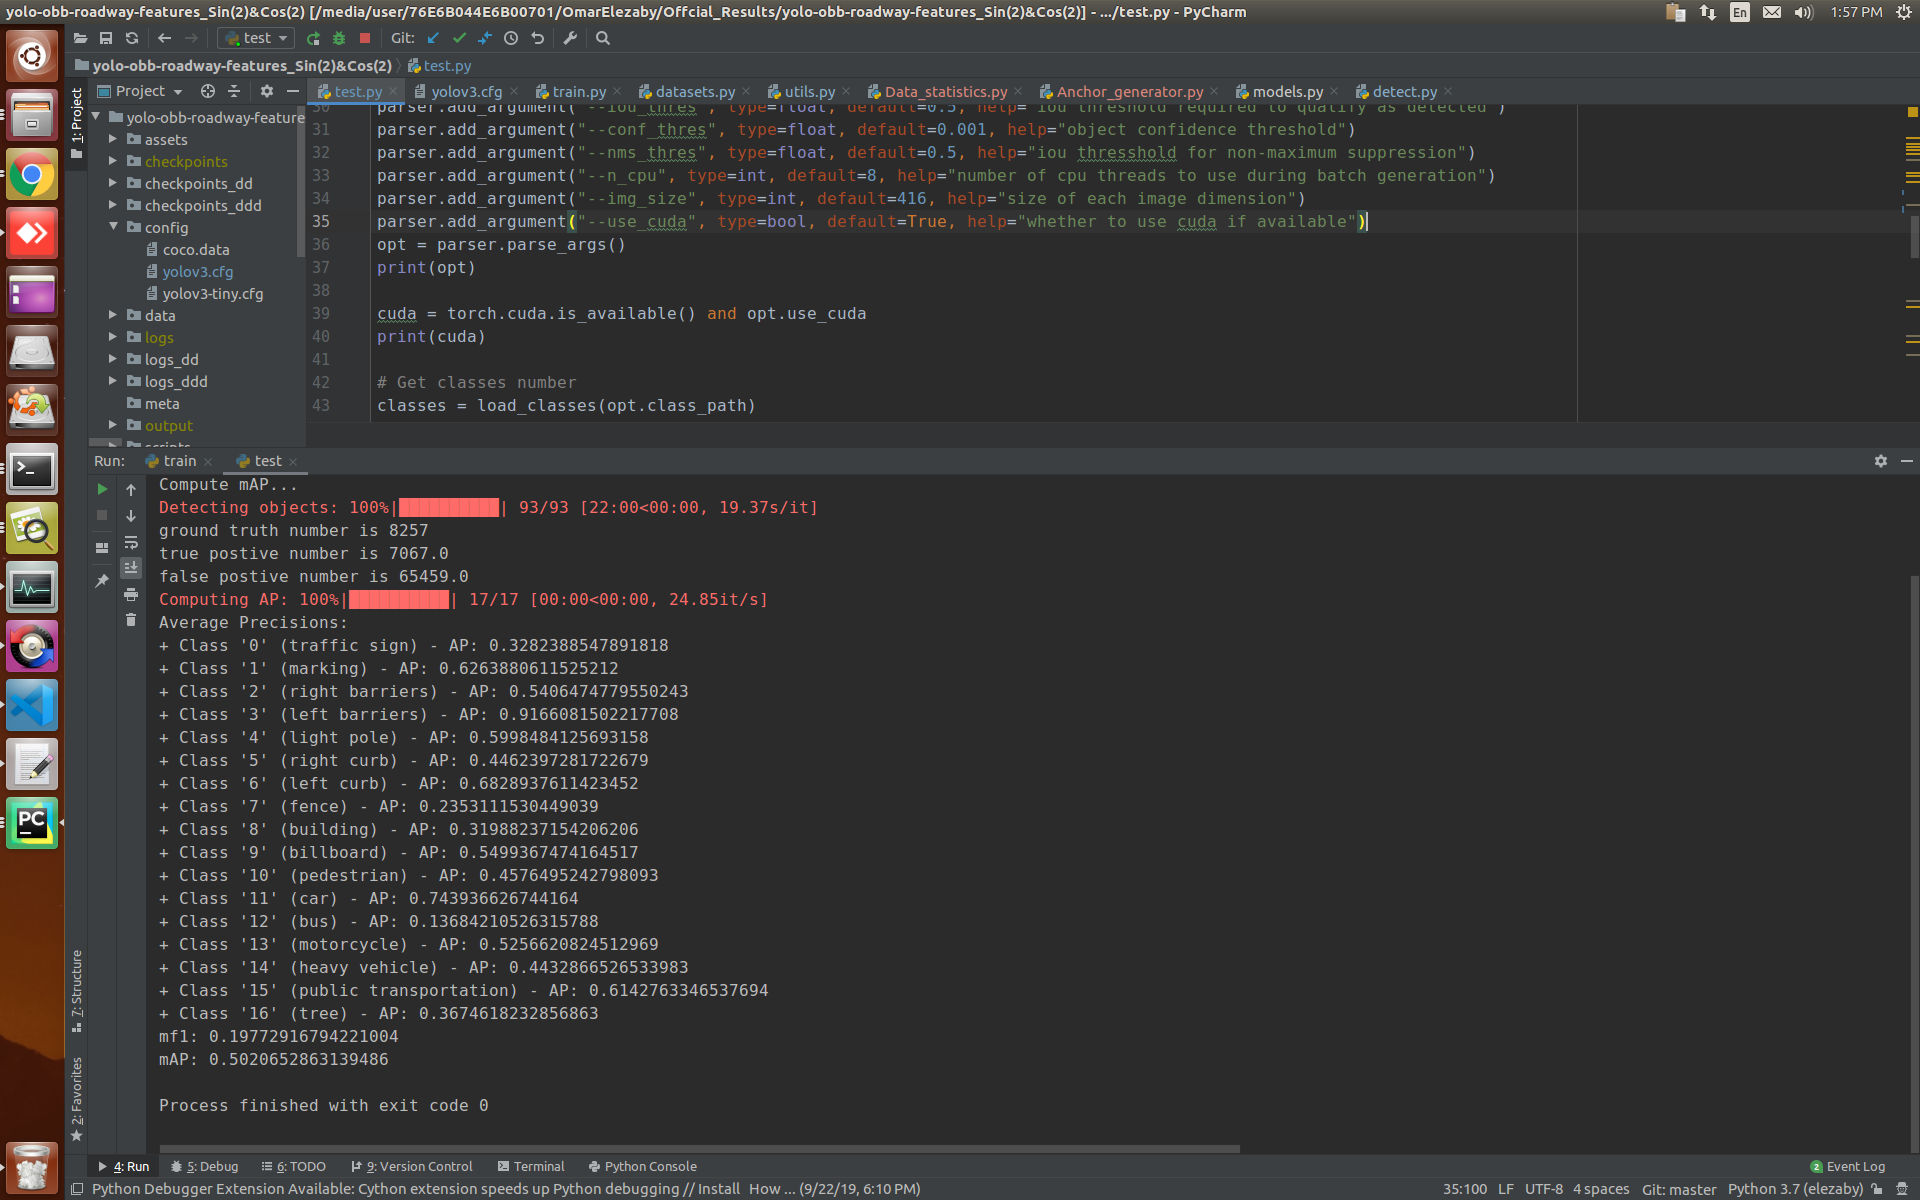 yolo-obb-roadway-features_Sin(2)&Cos(2) [/media/user/76E6B044E6B00701/OmarElezaby/Offcial_Results/yolo-obb-roadway-features_Sin(2)&Cos(2)] - .../test.py - PyCharm
En
1:57 PM
test
Git:
yolo-obb-roadway-features_Sin(2)&Cos(2)
test.py
1: Project
Project
test.py
yolov3.cfg
train.py
datasets.py
utils.py
Data_statistics.py
Anchor_generator.py
models.py
detect.py
yolo-obb-roadway-feature
assets
checkpoints
checkpoints_dd
checkpoints_ddd
config
coco.data
yolov3.cfg
yolov3-tiny.cfg
data
logs
logs_dd
logs_ddd
meta
output
scripts
30 parser.add_argument("--iou_thres", type=float, default=0.5, help="iou threshold required to qualify as detected")
31 parser.add_argument("--conf_thres", type=float, default=0.001, help="object confidence threshold")
32 parser.add_argument("--nms_thres", type=float, default=0.5, help="iou thresshold for non-maximum suppression")
33 parser.add_argument("--n_cpu", type=int, default=8, help="number of cpu threads to use during batch generation")
34 parser.add_argument("--img_size", type=int, default=416, help="size of each image dimension")
35 parser.add_argument("--use_cuda", type=bool, default=True, help="whether to use cuda if available")
36 opt = parser.parse_args()
37 print(opt)
38
39 cuda = torch.cuda.is_available() and opt.use_cuda
40 print(cuda)
41
42 # Get classes number
43 classes = load_classes(opt.class_path)
Run:
train
test
Compute mAP...
Detecting objects: 100%|██████████| 93/93 [22:00<00:00, 19.37s/it]
ground truth number is 8257
true postive number is 7067.0
false postive number is 65459.0
Computing AP: 100%|██████████| 17/17 [00:00<00:00, 24.85it/s]
Average Precisions:
+ Class '0' (traffic sign) - AP: 0.3282388547891818
+ Class '1' (marking) - AP: 0.6263880611525212
+ Class '2' (right barriers) - AP: 0.5406474779550243
+ Class '3' (left barriers) - AP: 0.9166081502217708
+ Class '4' (light pole) - AP: 0.5998484125693158
+ Class '5' (right curb) - AP: 0.4462397281722679
+ Class '6' (left curb) - AP: 0.6828937611423452
+ Class '7' (fence) - AP: 0.2353111530449039
+ Class '8' (building) - AP: 0.31988237154206206
+ Class '9' (billboard) - AP: 0.5499367474164517
+ Class '10' (pedestrian) - AP: 0.4576495242798093
+ Class '11' (car) - AP: 0.743936626744164
+ Class '12' (bus) - AP: 0.13684210526315788
+ Class '13' (motorcycle) - AP: 0.5256620824512969
+ Class '14' (heavy vehicle) - AP: 0.4432866526533983
+ Class '15' (public transportation) - AP: 0.6142763346537694
+ Class '16' (tree) - AP: 0.3674618232856863
mf1: 0.19772916794221004
mAP: 0.5020652863139486
Process finished with exit code 0
7: Structure
2: Favorites
PC
4: Run
5: Debug
6: TODO
9: Version Control
Terminal
Python Console
2 Event Log
Python Debugger Extension Available: Cython extension speeds up Python debugging // Install How ... (9/22/19, 6:10 PM)
35:100 LF UTF-8 4 spaces Git: master Python 3.7 (elezaby)